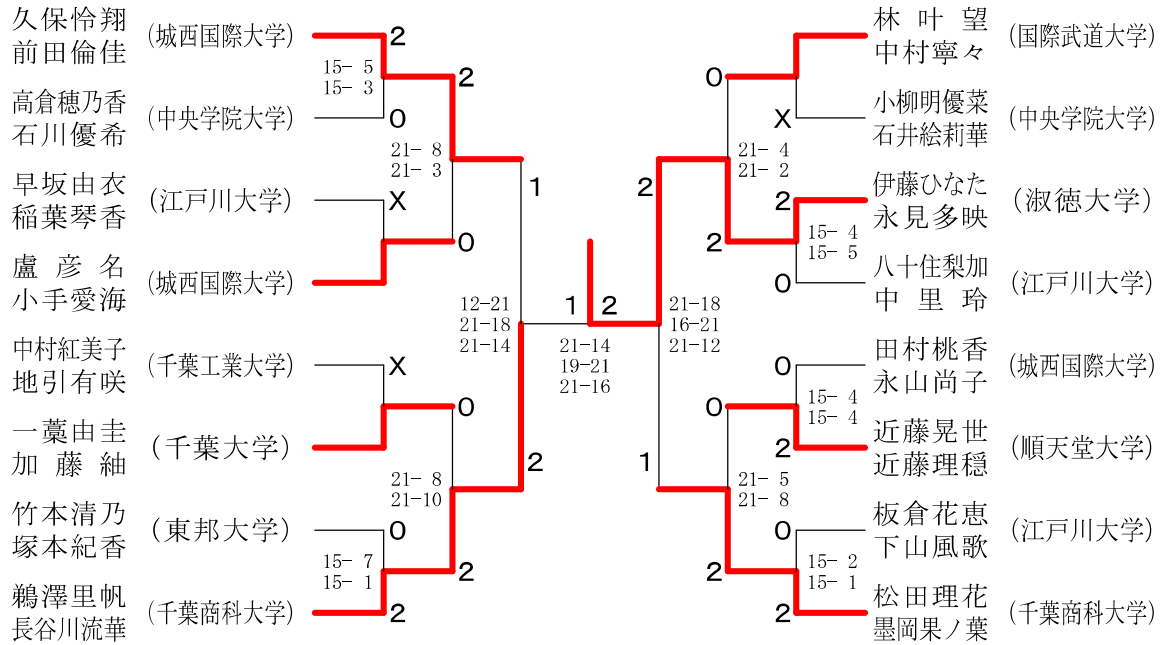 久保怜翔
前田倫佳
(城西国際大学)
2
15- 5
15- 3
2
高倉穂乃香
石川優希
(中央学院大学)
0
21- 8
21- 3
1
早坂由衣
稲葉琴香
(江戸川大学)
X
0
盧彦名
小手愛海
(城西国際大学)
12-21
21-18
21-14
中村紅美子
地引有咲
(千葉工業大学)
X
0
一藁由圭
加藤紬
(千葉大学)
21- 8
21-10
2
竹本清乃
塚本紀香
(東邦大学)
0
15- 7
15- 1
2
鵜澤里帆
長谷川流華
(千葉商科大学)
2
1
2
21-14
19-21
21-16
林叶望
中村寧々
(国際武道大学)
0
小柳明優菜
石井絵莉華
(中央学院大学)
X
21- 4
21- 2
2
伊藤ひなた
永見多映
(淑徳大学)
2
15- 4
15- 5
2
八十住梨加
中里玲
(江戸川大学)
0
21-18
16-21
21-12
田村桃香
永山尚子
(城西国際大学)
0
15- 4
15- 4
0
近藤晃世
近藤理穏
(順天堂大学)
2
1
21- 5
21- 8
板倉花恵
下山風歌
(江戸川大学)
0
15- 2
15- 1
2
松田理花
墨岡果ノ葉
(千葉商科大学)
2